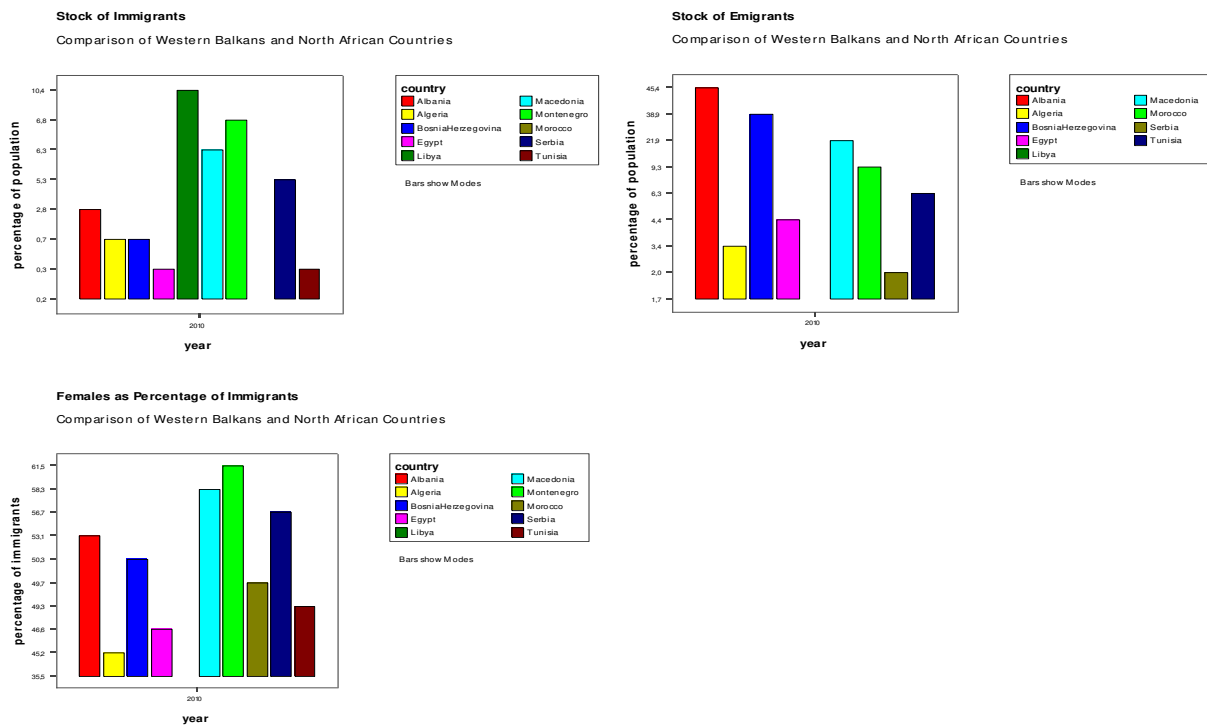 Stock of Immigrants
Comparison of Western Balkans and North African Countries
percentage of population
10,4
6,8
6,3
5,3
2,8
0,7
0,3
0,2
2010
year
country
Albania
Algeria
BosniaHerzegovina
Egypt
Libya
Macedonia
Montenegro
Morocco
Serbia
Tunisia
Bars show Modes
Stock of Emigrants
Comparison of Western Balkans and North African Countries
percentage of population
45,4
38,9
21,9
9,3
6,3
4,4
3,4
2,0
1,7
2010
year
country
Albania
Algeria
BosniaHerzegovina
Egypt
Libya
Macedonia
Morocco
Serbia
Tunisia
Bars show Modes
Females as Percentage of Immigrants
Comparison of Western Balkans and North African Countries
percentage of immigrants
61,5
58,3
56,7
53,1
50,3
49,7
49,3
46,6
45,2
35,5
2010
year
country
Albania
Algeria
BosniaHerzegovina
Egypt
Libya
Macedonia
Montenegro
Morocco
Serbia
Tunisia
Bars show Modes